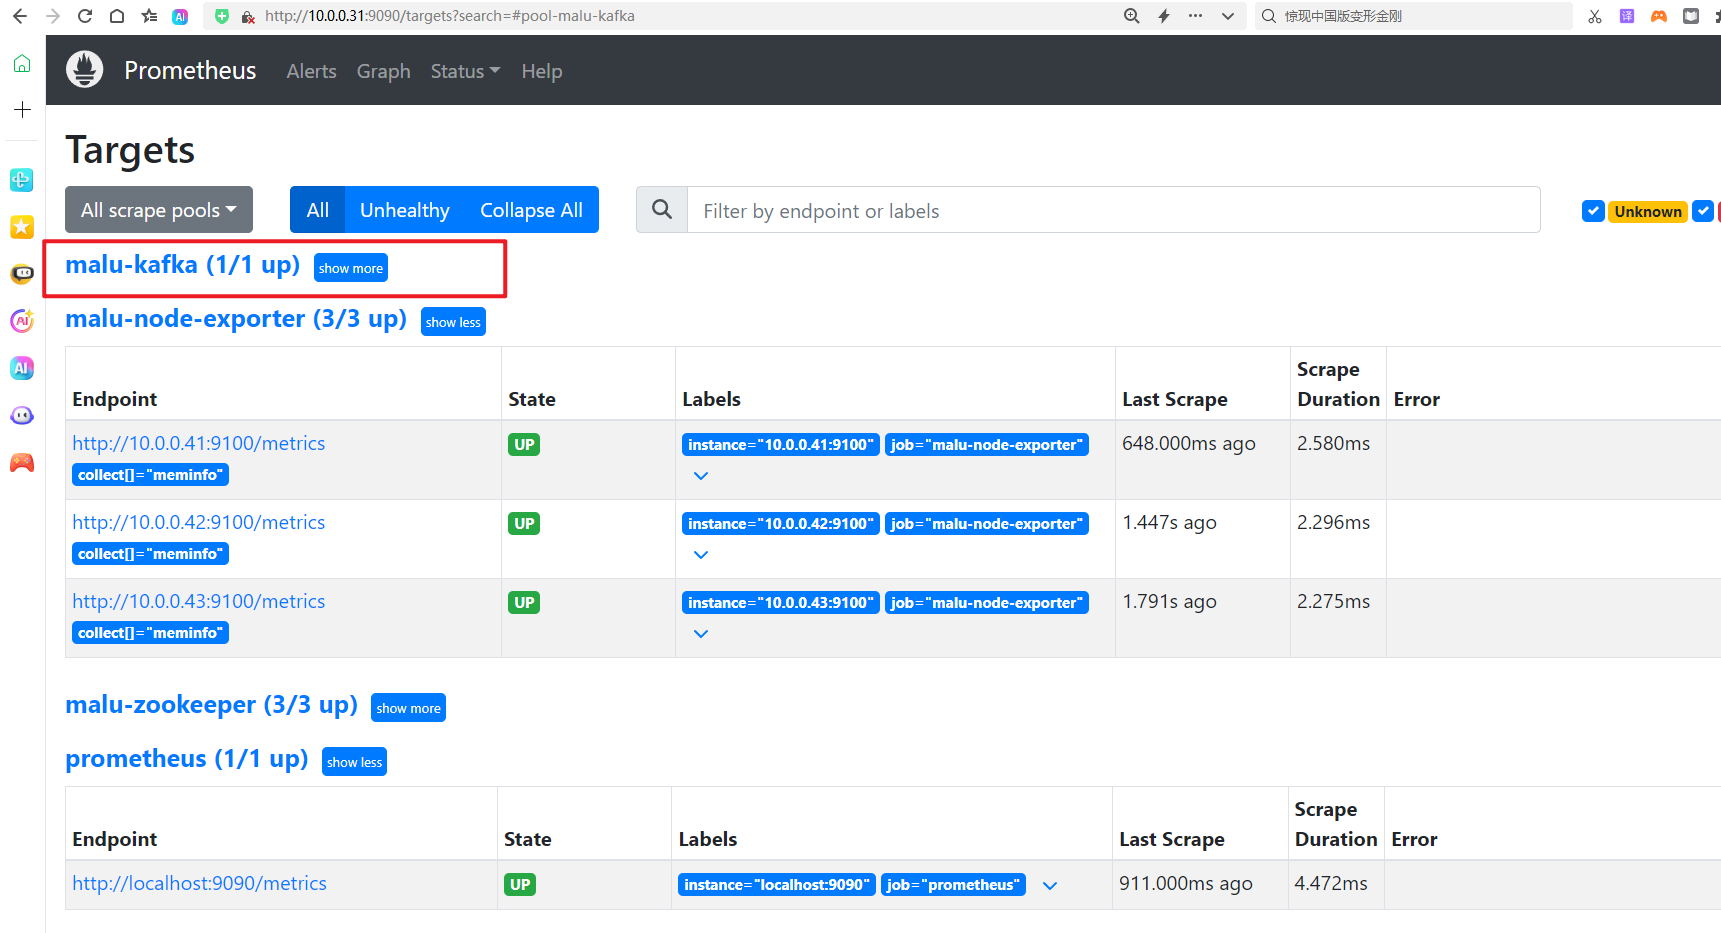 http://10.0.0.31:9090/targets?search=#pool-malu-kafka
惊现中国版变形金刚
Prometheus Alerts Graph Status Help
Targets
All scrape pools All Unhealthy Collapse All Filter by endpoint or labels Unknown
malu-kafka (1/1 up) show more
malu-node-exporter (3/3 up) show less
Endpoint State Labels Last Scrape Scrape Duration Error
http://10.0.0.41:9100/metrics UP instance="10.0.0.41:9100" job="malu-node-exporter" 648.000ms ago 2.580ms
collect[]="meminfo"
http://10.0.0.42:9100/metrics UP instance="10.0.0.42:9100" job="malu-node-exporter" 1.447s ago 2.296ms
collect[]="meminfo"
http://10.0.0.43:9100/metrics UP instance="10.0.0.43:9100" job="malu-node-exporter" 1.791s ago 2.275ms
collect[]="meminfo"
malu-zookeeper (3/3 up) show more
prometheus (1/1 up) show less
Endpoint State Labels Last Scrape Scrape Duration Error
http://localhost:9090/metrics UP instance="localhost:9090" job="prometheus" 911.000ms ago 4.472ms